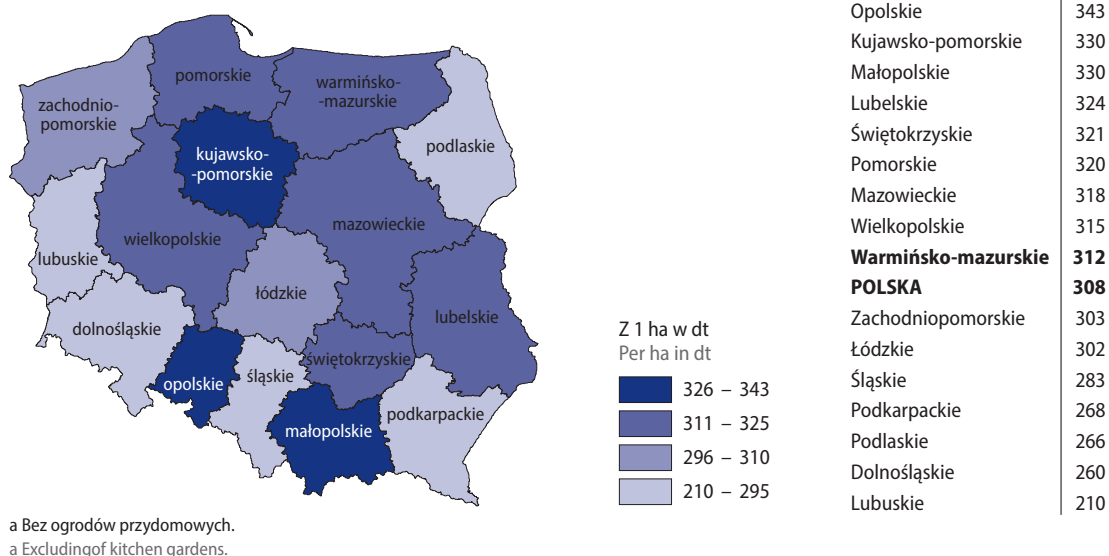 pomorskie
warmińsko-
-mazurskie
zachodnio-
pomorskie
podlaskie
kujawsko-
-pomorskie
mazowieckie
wielkopolskie
lubuskie
łódzkie
lubelskie
dolnośląskie
świętokrzyskie
opolskie
śląskie
podkarpackie
małopolskie
Z 1 ha w dt
Per ha in dt
326 – 343
311 – 325
296 – 310
210 – 295
Opolskie 343
Kujawsko-pomorskie 330
Małopolskie 330
Lubelskie 324
Świętokrzyskie 321
Pomorskie 320
Mazowieckie 318
Wielkopolskie 315
Warmińsko-mazurskie 312
POLSKA 308
Zachodniopomorskie 303
Łódzkie 302
Śląskie 283
Podkarpackie 268
Podlaskie 266
Dolnośląskie 260
Lubuskie 210
a Bez ogrodów przydomowych.
a Excludingof kitchen gardens.